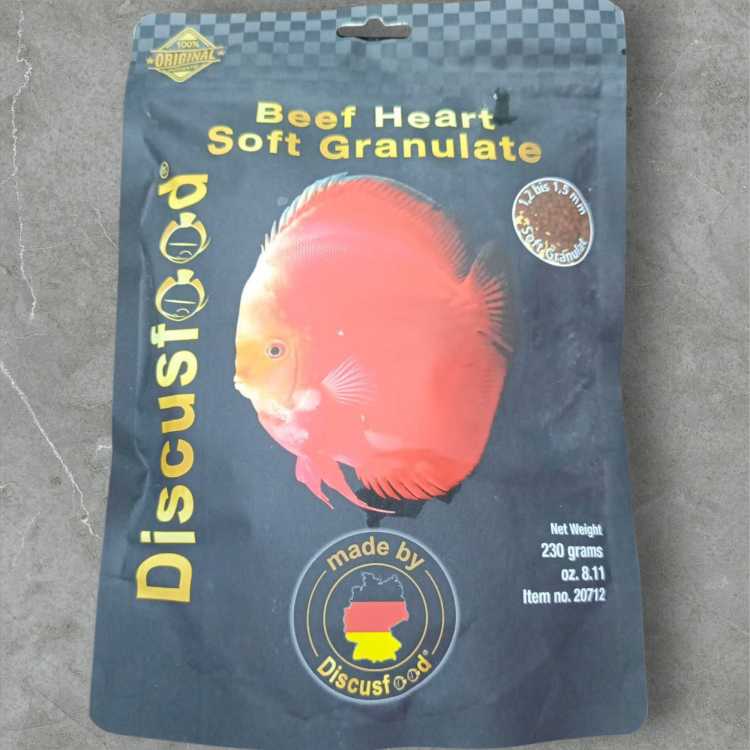 100%
ORIGINAL
Beef Heart
Soft Granulate
Discusfood®
1,2 bis 1,5 mm
Soft Granulat
made by
Discusfood®
Net Weight
230 grams
oz. 8.11
Item no. 20712